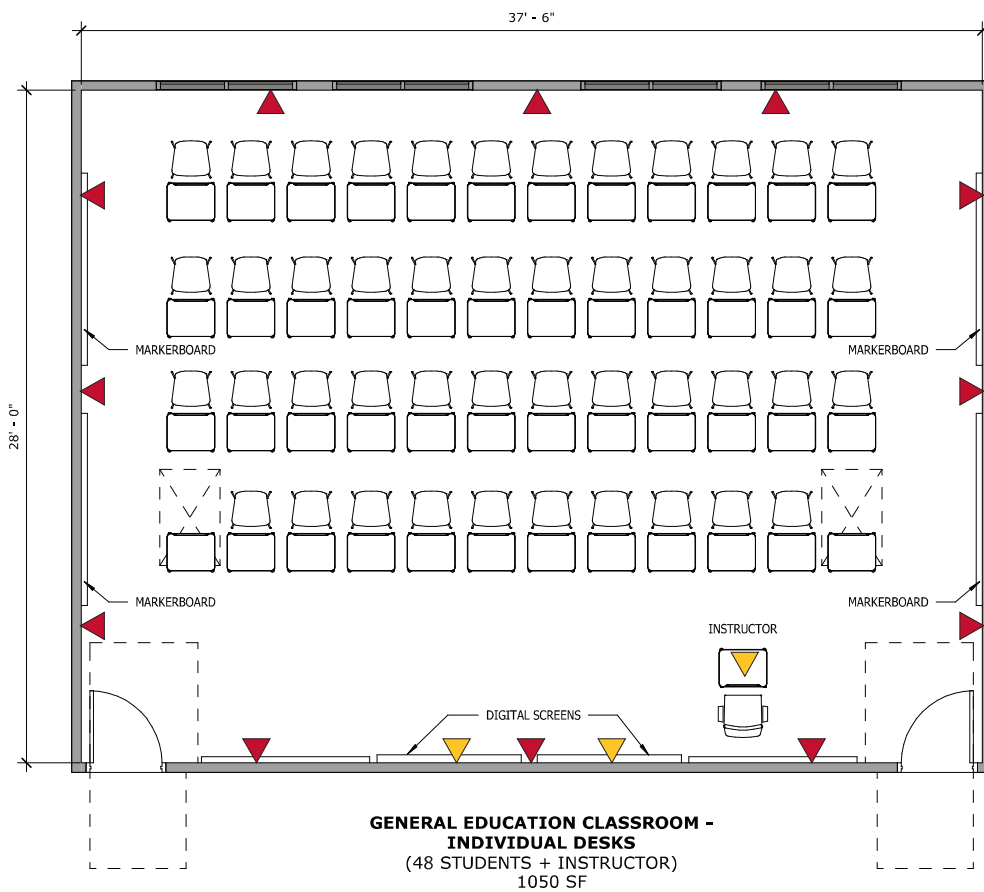 37' - 6"
28' - 0"
MARKERBOARD
MARKERBOARD
MARKERBOARD
MARKERBOARD
INSTRUCTOR
DIGITAL SCREENS
GENERAL EDUCATION CLASSROOM -
INDIVIDUAL DESKS
(48 STUDENTS + INSTRUCTOR)
1050 SF